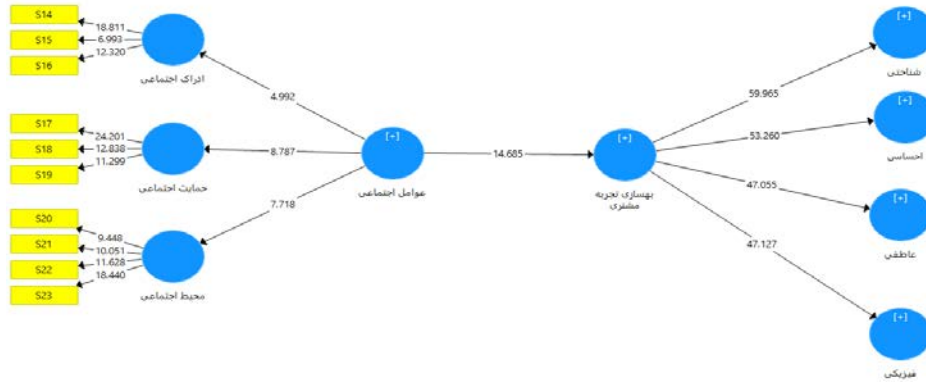 S14
S15
S16
18.811
6.993
12.320
ادراک اجتماعی
4.992
S17
S18
S19
24.201
12.838
11.299
حمایت اجتماعی
8.787
S20
S21
S22
S23
9.448
10.051
11.628
18.440
محیط اجتماعی
7.718
[+]
عوامل اجتماعی
14.685
[+]
بهسازی تجربه
مشتری
59.965
53.260
47.055
47.127
[+]
شناختی
[+]
احساسی
[+]
عاطفی
[+]
فیزیکی